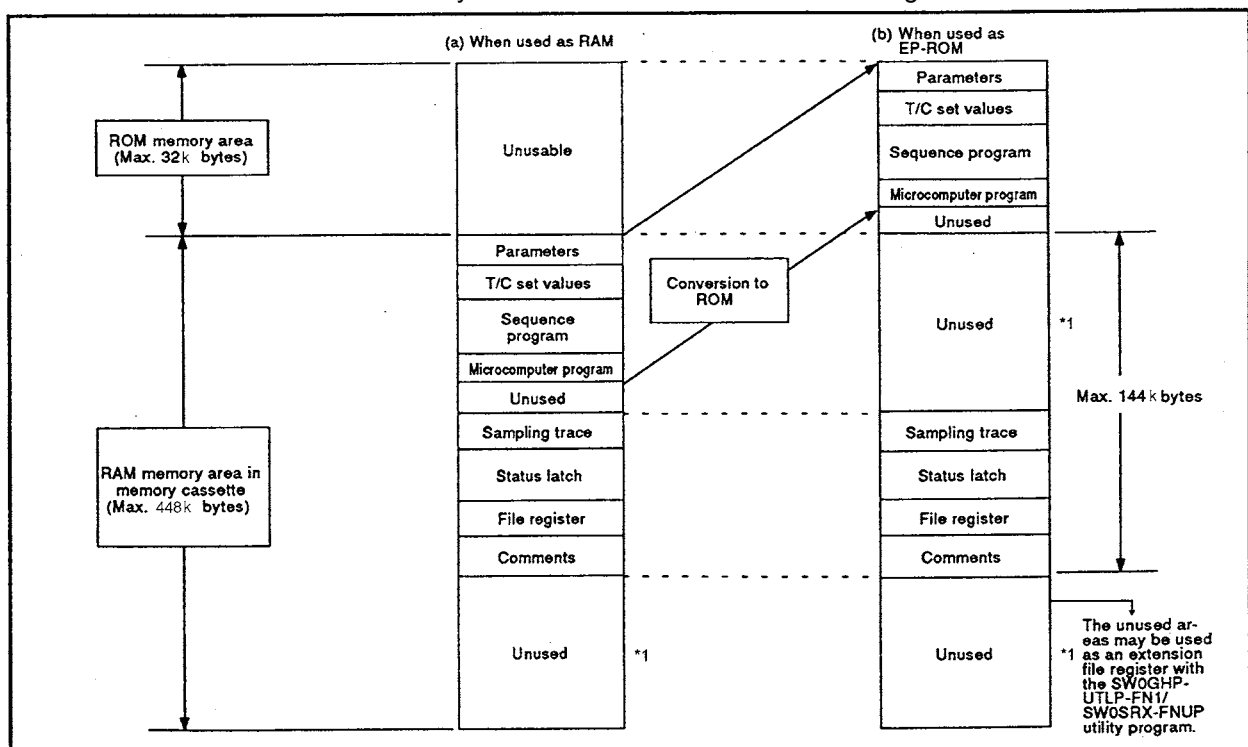 (a) When used as RAM
(b) When used as
EP-ROM
ROM memory area
(Max. 32k bytes)
RAM memory area in
memory cassette
(Max. 448k bytes)
Unusable
Parameters
T/C set values
Sequence
program
Microcomputer program
Unused
Sampling trace
Status latch
File register
Comments
Unused
*1
Conversion to
ROM
Parameters
T/C set values
Sequence program
Microcomputer program
Unused
Unused
*1
Sampling trace
Status latch
File register
Comments
Unused
*1
Max. 144k bytes
The unused ar-
eas may be used
as an extension
file register with
the SW0GHP-
UTLP-FN1/
SW0SRX-FNUP
utility program.